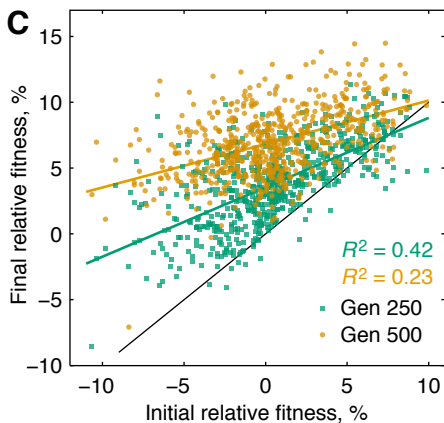 C
15
10
5
0
−5
−10
Final relative fitness, %
R² = 0.42
R² = 0.23
Gen 250
Gen 500
−10 −5 0 5 10
Initial relative fitness, %